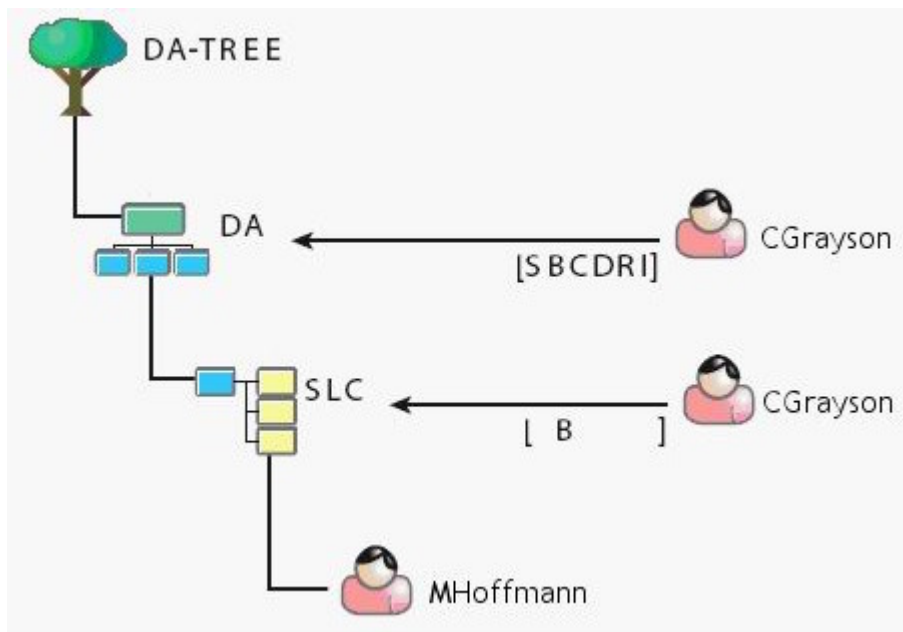 DA-TREE
DA
CGrayson
[SBCDRI]
SLC
CGrayson
[ B ]
MHoffmann